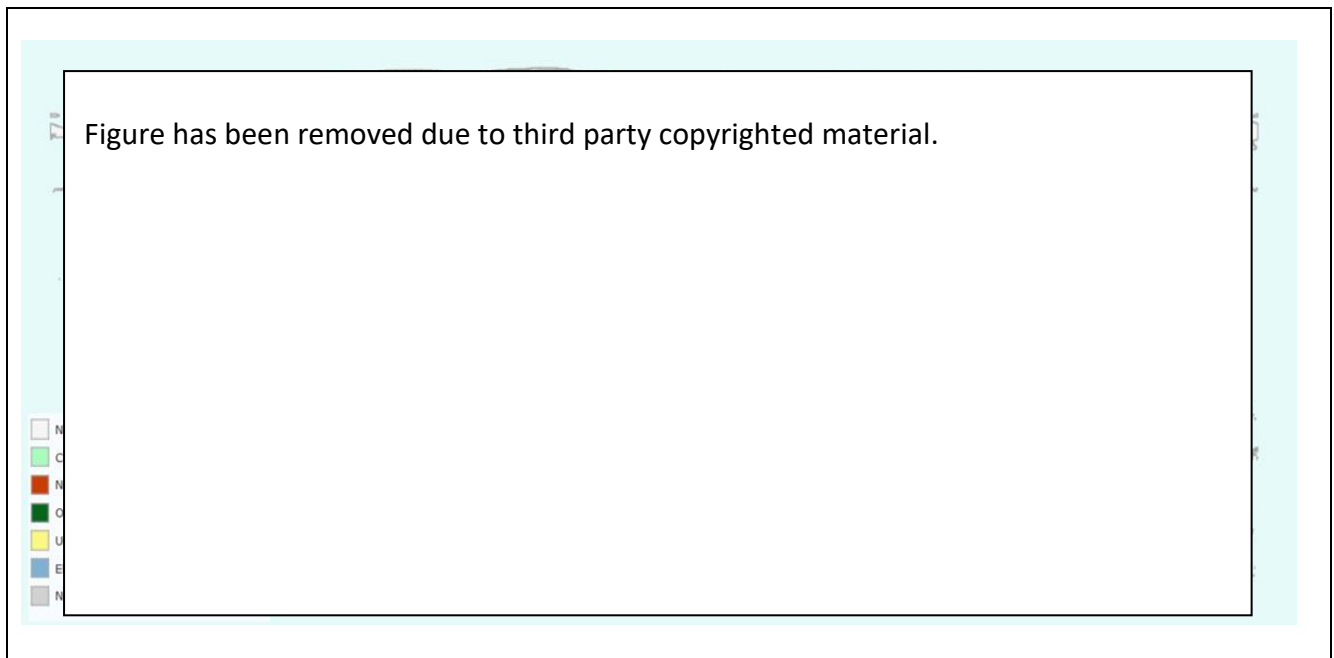 Figure has been removed due to third party copyrighted material.
N
C
N
O
U
E
N